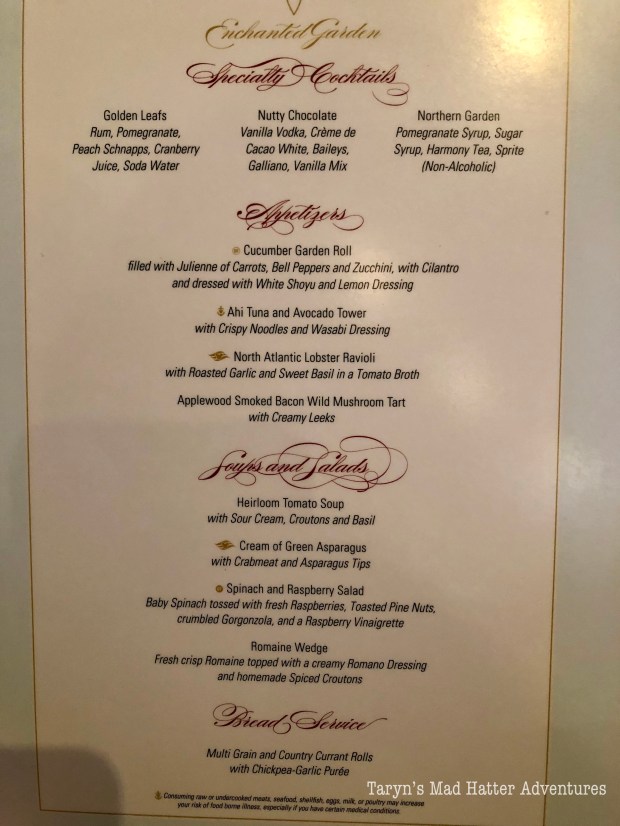 Enchanted Garden
Specialty Cocktails
Golden Leafs
Rum, Pomegranate,
Peach Schnapps, Cranberry
Juice, Soda Water
Nutty Chocolate
Vanilla Vodka, Crème de
Cacao White, Baileys,
Galliano, Vanilla Mix
Northern Garden
Pomegranate Syrup, Sugar
Syrup, Harmony Tea, Sprite
(Non-Alcoholic)
Appetizers
Cucumber Garden Roll
filled with Julienne of Carrots, Bell Peppers and Zucchini, with Cilantro
and dressed with White Shoyu and Lemon Dressing
Ahi Tuna and Avocado Tower
with Crispy Noodles and Wasabi Dressing
North Atlantic Lobster Ravioli
with Roasted Garlic and Sweet Basil in a Tomato Broth
Applewood Smoked Bacon Wild Mushroom Tart
with Creamy Leeks
Soups and Salads
Heirloom Tomato Soup
with Sour Cream, Croutons and Basil
Cream of Green Asparagus
with Crabmeat and Asparagus Tips
Spinach and Raspberry Salad
Baby Spinach tossed with fresh Raspberries, Toasted Pine Nuts,
crumbled Gorgonzola, and a Raspberry Vinaigrette
Romaine Wedge
Fresh crisp Romaine topped with a creamy Romano Dressing
and homemade Spiced Croutons
Bread Service
Multi Grain and Country Currant Rolls
with Chickpea-Garlic Purée
Consuming raw or undercooked meats, seafood, shellfish, eggs, milk, or poultry may increase
your risk of food borne illness, especially if you have certain medical conditions.
Taryn's Mad Hatter Adventures